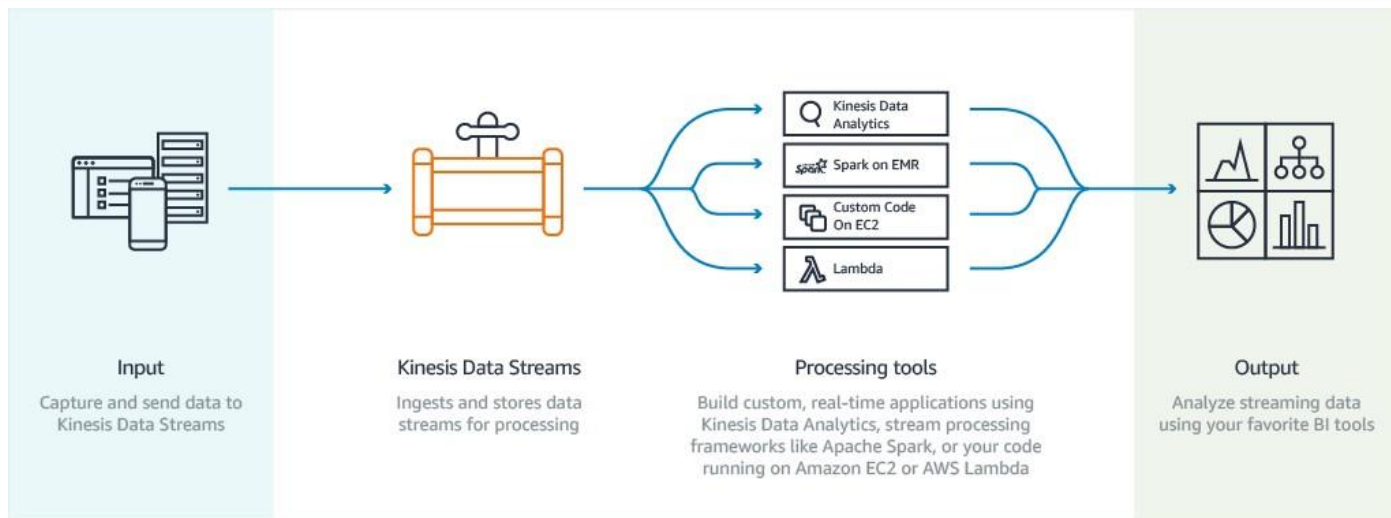 Kinesis Data
Analytics
Spark
Spark on EMR
Custom Code
On EC2
Lambda
Input
Capture and send data to
Kinesis Data Streams
Kinesis Data Streams
Ingests and stores data
streams for processing
Processing tools
Build custom, real-time applications using
Kinesis Data Analytics, stream processing
frameworks like Apache Spark, or your code
running on Amazon EC2 or AWS Lambda
Output
Analyze streaming data
using your favorite BI tools